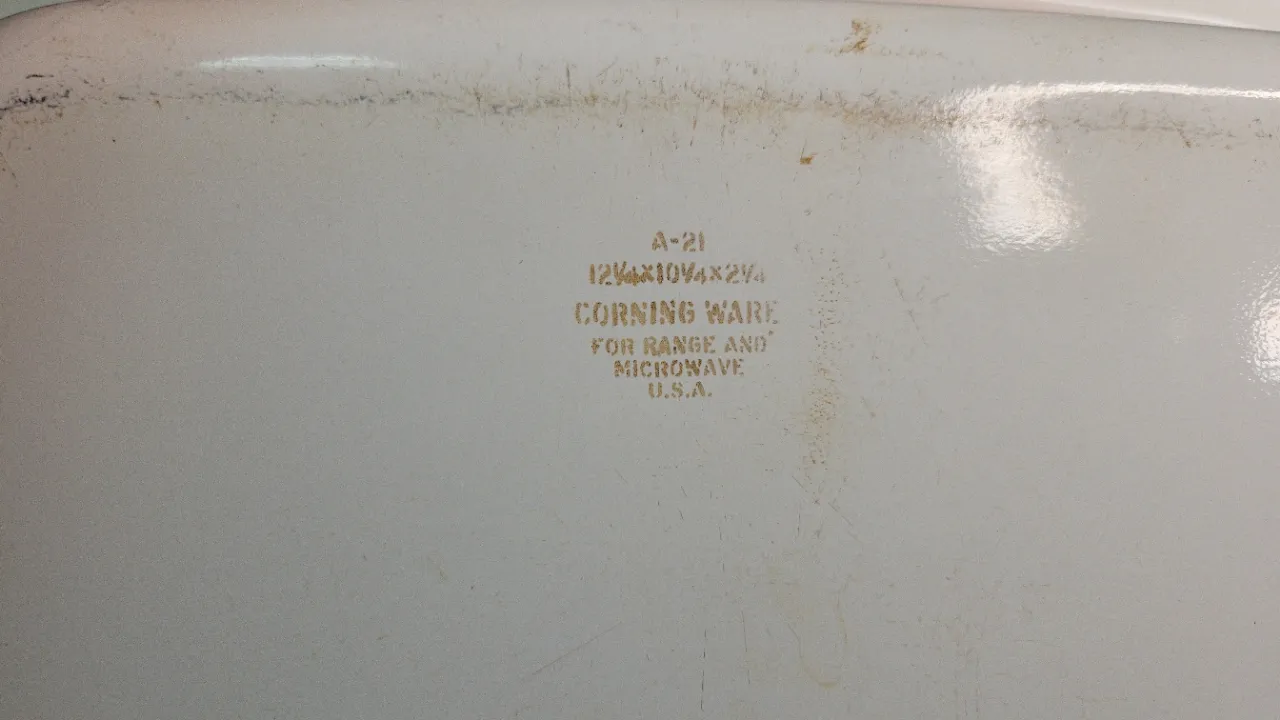 A-21
12¼X10¼X2¼
CORNING WARE
FOR RANGE AND
MICROWAVE
U.S.A.